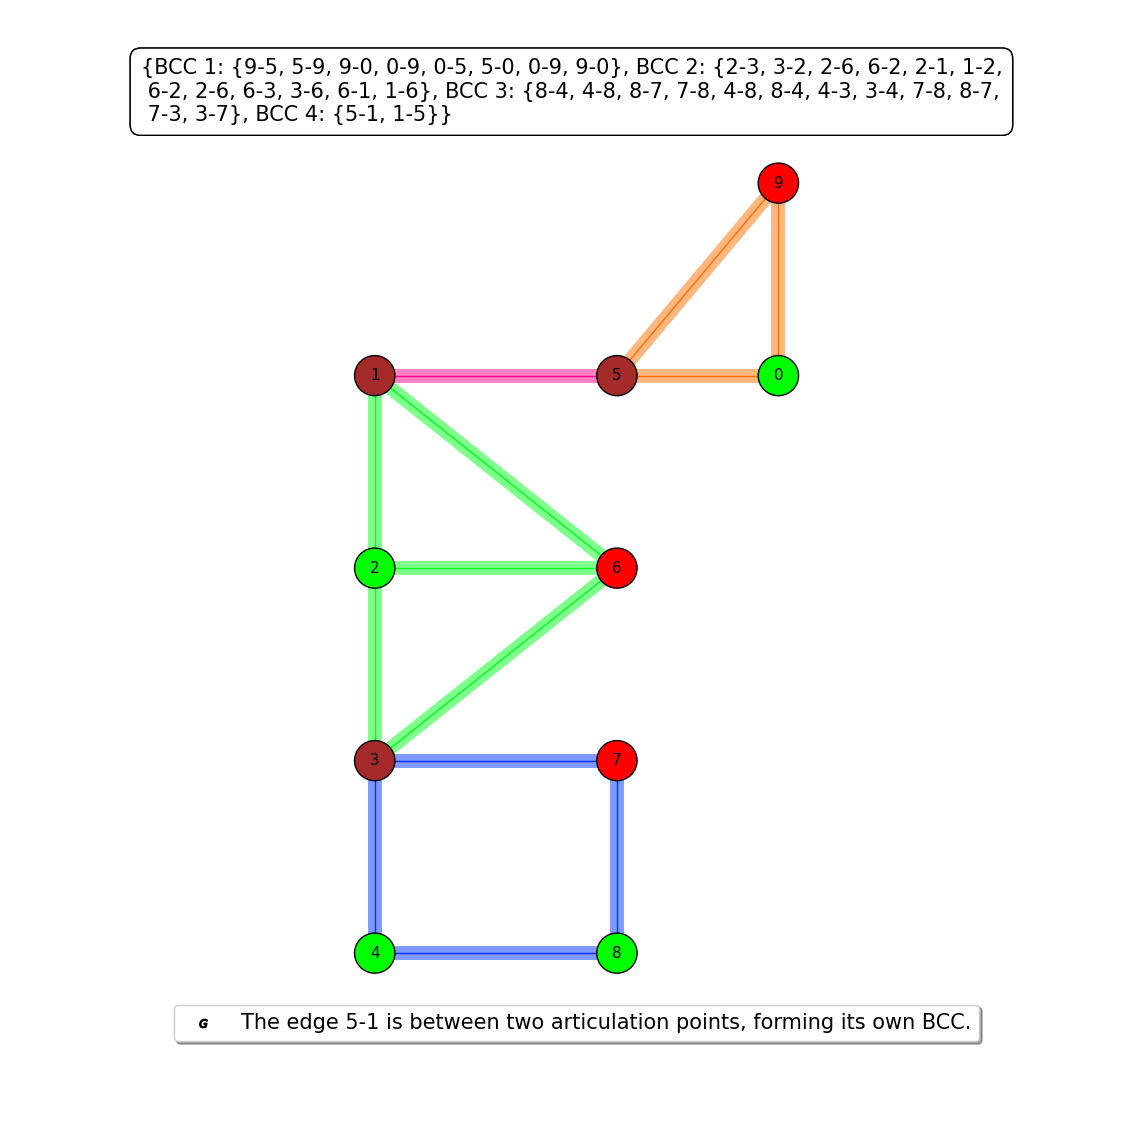 {BCC 1: {9-5, 5-9, 9-0, 0-9, 0-5, 5-0, 0-9, 9-0}, BCC 2: {2-3, 3-2, 2-6, 6-2, 2-1, 1-2,
6-2, 2-6, 6-3, 3-6, 6-1, 1-6}, BCC 3: {8-4, 4-8, 8-7, 7-8, 4-8, 8-4, 4-3, 3-4, 7-8, 8-7,
7-3, 3-7}, BCC 4: {5-1, 1-5}}
9
1 5 0
2 6
3 7
4 8
G The edge 5-1 is between two articulation points, forming its own BCC.